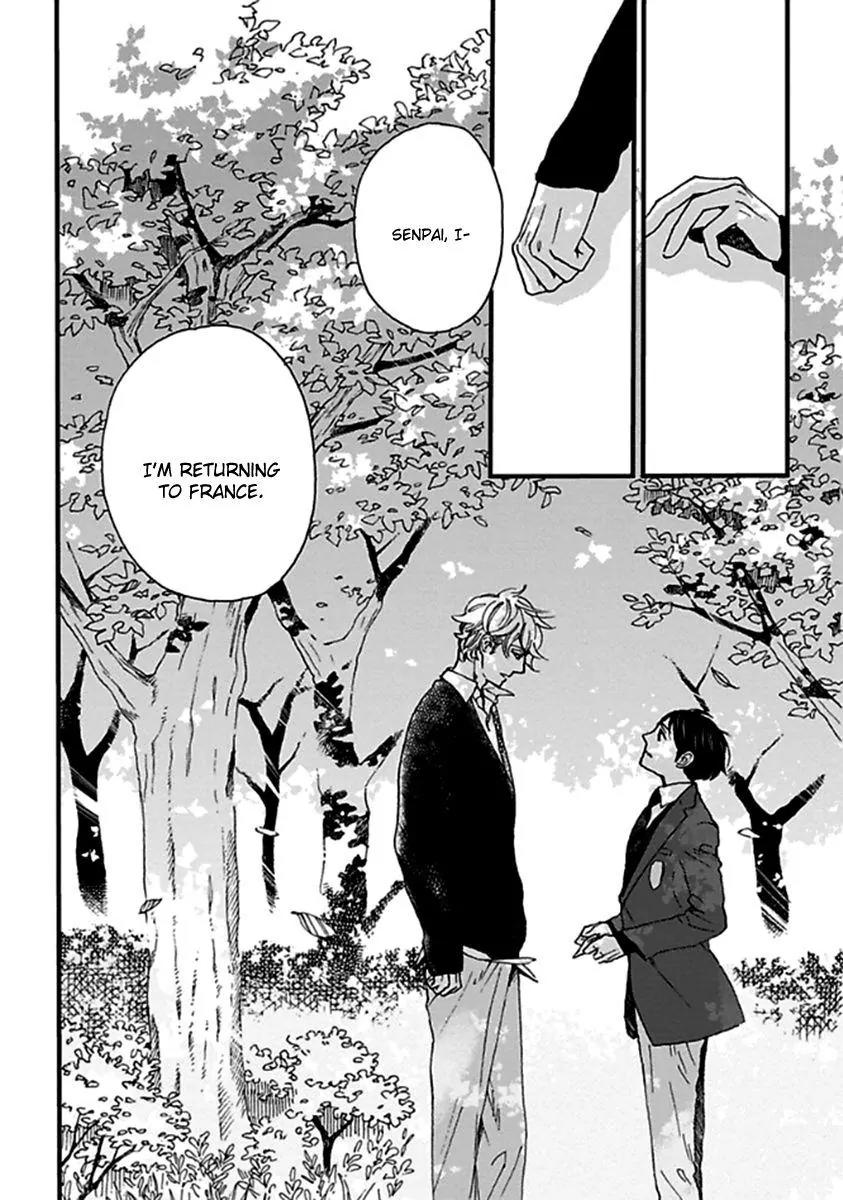 SENPAI, I-
I'M RETURNING
TO FRANCE.